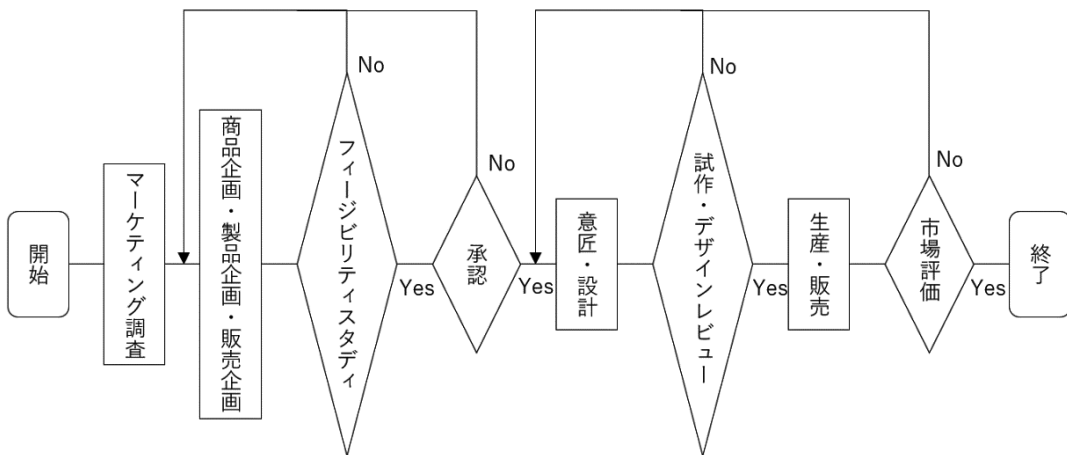 開始
マーケティング調査
商品企画・製品企画・販売企画
フィージビリティスタディ
No
Yes
承認
No
Yes
意匠・設計
試作・デザインレビュー
No
Yes
生産・販売
市場評価
No
Yes
終了